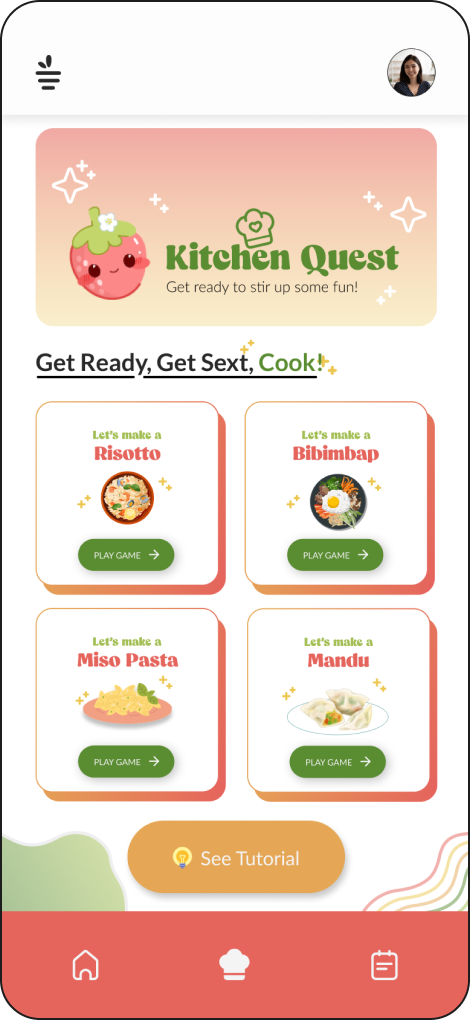 Kitchen Quest
Get ready to stir up some fun!
Get Ready, Get Sext, Cook!
Let's make a
Risotto
PLAY GAME
Let's make a
Bibimbap
PLAY GAME
Let's make a
Miso Pasta
PLAY GAME
Let's make a
Mandu
PLAY GAME
See Tutorial